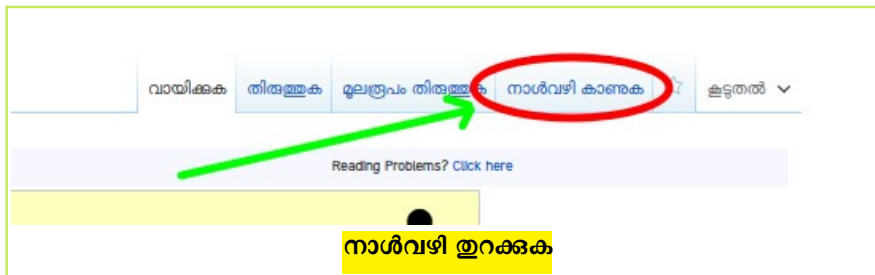 വായിക്കുക തിരുത്തുക മൂലരൂപം തിരുത്തുക നാൾവഴി കാണുക കൂടുതൽ
Reading Problems? Click here
നാൾവഴി തുറക്കുക